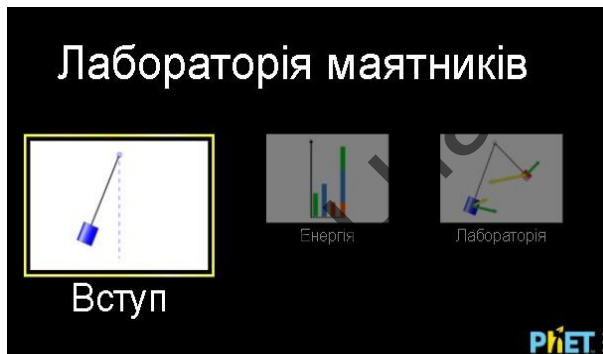 Лабораторія маятників
Енергія
Лабораторія
Вступ
PhET